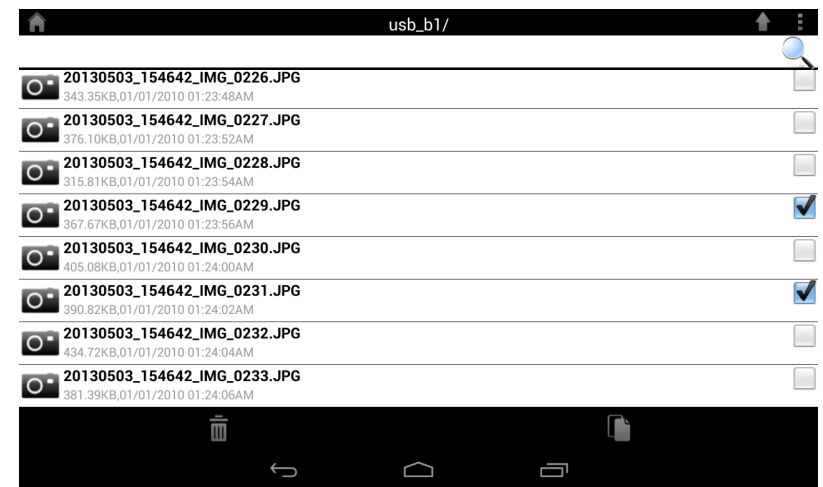 usb_b1/
20130503_154642_IMG_0226.JPG
343.35KB,01/01/2010 01:23:48AM
20130503_154642_IMG_0227.JPG
376.10KB,01/01/2010 01:23:52AM
20130503_154642_IMG_0228.JPG
315.81KB,01/01/2010 01:23:54AM
20130503_154642_IMG_0229.JPG
367.67KB,01/01/2010 01:23:56AM
20130503_154642_IMG_0230.JPG
405.08KB,01/01/2010 01:24:00AM
20130503_154642_IMG_0231.JPG
390.82KB,01/01/2010 01:24:02AM
20130503_154642_IMG_0232.JPG
434.72KB,01/01/2010 01:24:04AM
20130503_154642_IMG_0233.JPG
381.39KB,01/01/2010 01:24:06AM